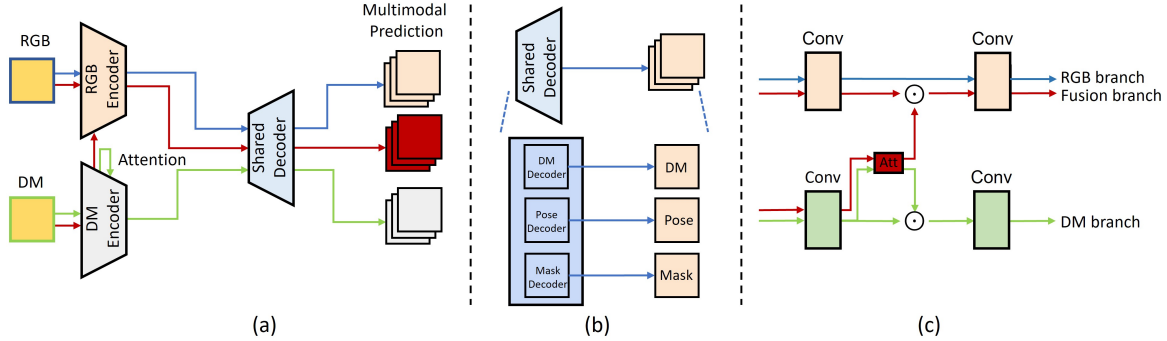 RGB
RGB
Encoder
Attention
DM
DM
Encoder
Shared
Decoder
Multimodal
Prediction
(a)
Shared
Decoder
DM
Decoder
DM
Pose
Decoder
Pose
Mask
Decoder
Mask
(b)
Conv
Conv
RGB branch
Fusion branch
Att
Conv
Conv
DM branch
(c)